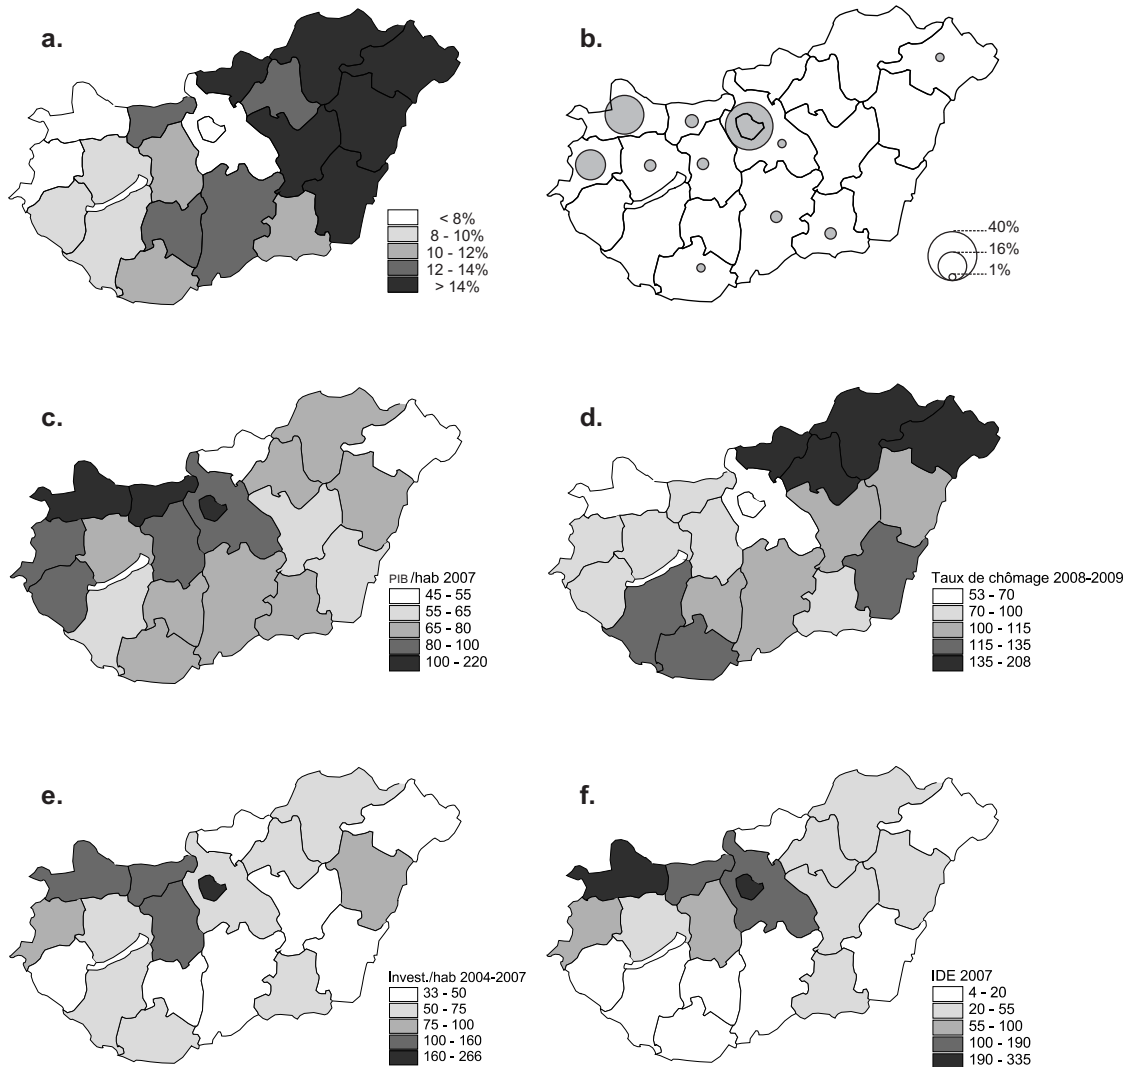 a.
< 8%
8 - 10%
10 - 12%
12 - 14%
> 14%
b.
40%
16%
1%
c.
PIB /hab 2007
45 - 55
55 - 65
65 - 80
80 - 100
100 - 220
d.
Taux de chômage 2008-2009
53 - 70
70 - 100
100 - 115
115 - 135
135 - 208
e.
Invest./hab 2004-2007
33 - 50
50 - 75
75 - 100
100 - 160
160 - 266
f.
IDE 2007
4 - 20
20 - 55
55 - 100
100 - 190
190 - 335